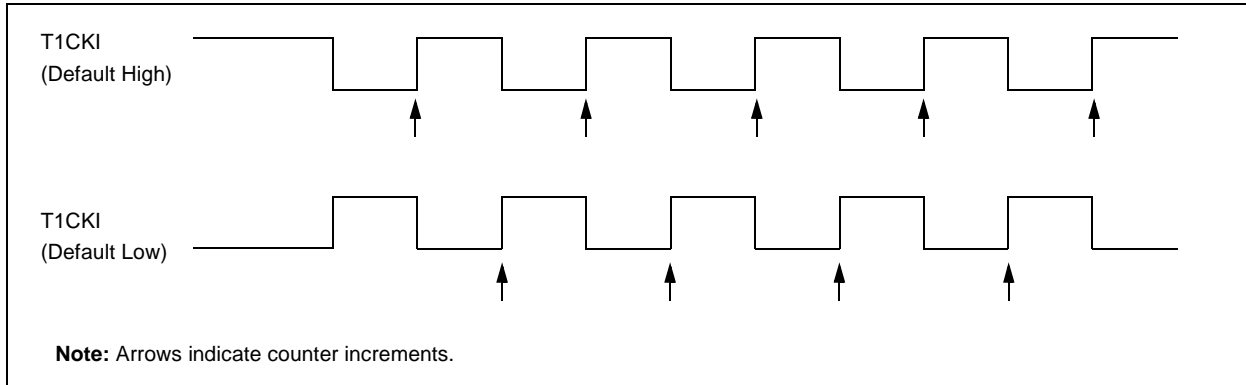 T1CKI
(Default High)
T1CKI
(Default Low)
Note: Arrows indicate counter increments.